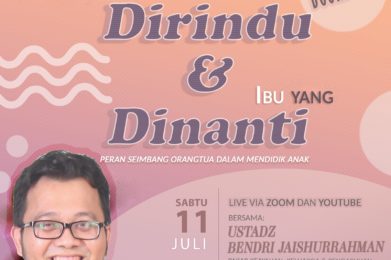 Dirindu
&
IBU YANG
Dinanti
PERAN SEIMBANG ORANGTUA DALAM MENDIDIK ANAK
SABTU
11
JULI
LIVE VIA ZOOM DAN YOUTUBE
BERSAMA:
USTADZ
BENDRI JAISHURRAHMAN